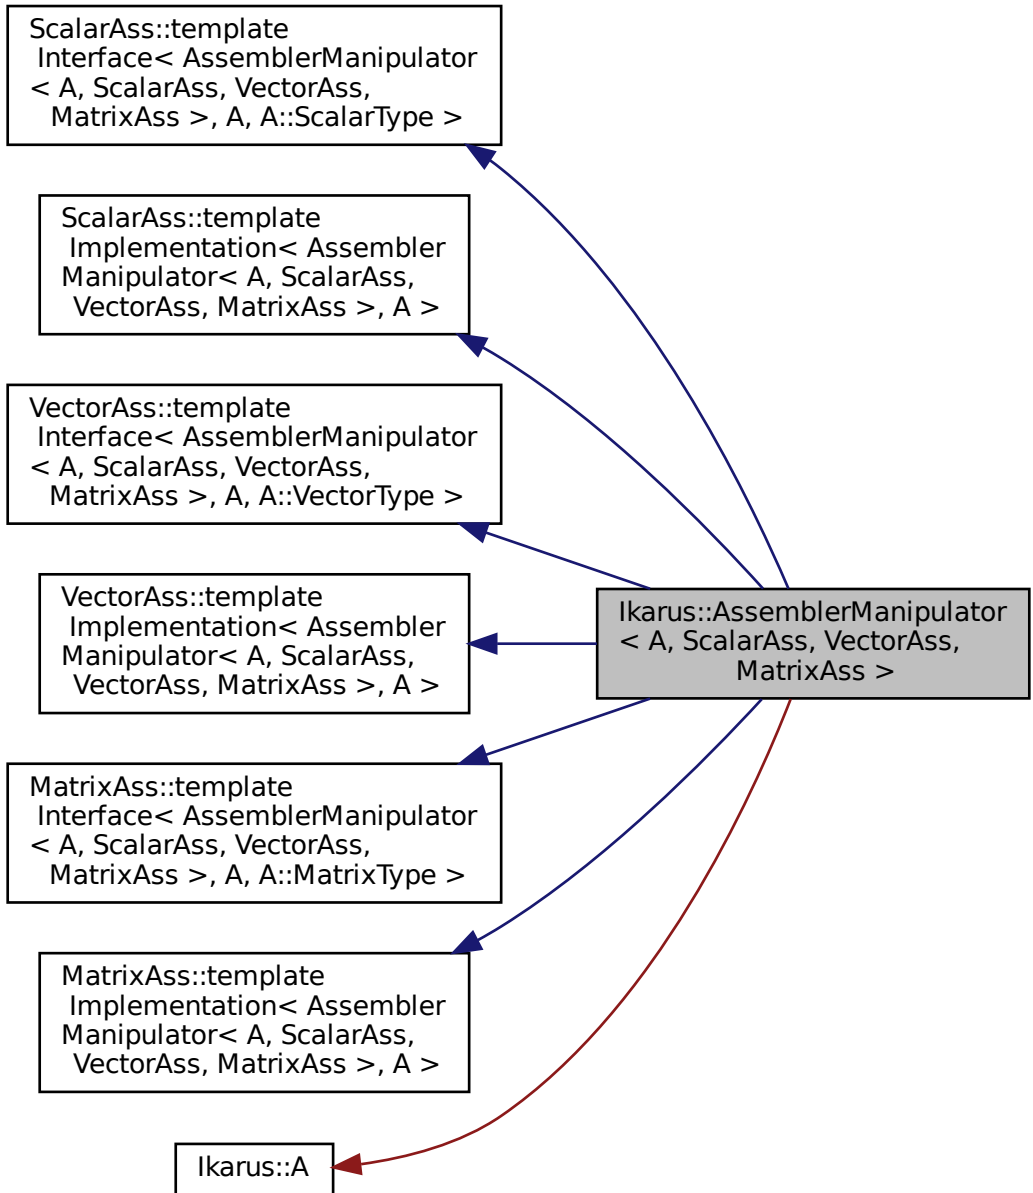 ScalarAss::template
Interface< AssemblerManipulator
< A, ScalarAss, VectorAss,
MatrixAss >, A, A::ScalarType >
ScalarAss::template
Implementation< Assembler
Manipulator< A, ScalarAss,
VectorAss, MatrixAss >, A >
VectorAss::template
Interface< AssemblerManipulator
< A, ScalarAss, VectorAss,
MatrixAss >, A, A::VectorType >
VectorAss::template
Implementation< Assembler
Manipulator< A, ScalarAss,
VectorAss, MatrixAss >, A >
MatrixAss::template
Interface< AssemblerManipulator
< A, ScalarAss, VectorAss,
MatrixAss >, A, A::MatrixType >
MatrixAss::template
Implementation< Assembler
Manipulator< A, ScalarAss,
VectorAss, MatrixAss >, A >
Ikarus::A
Ikarus::AssemblerManipulator
< A, ScalarAss, VectorAss,
MatrixAss >